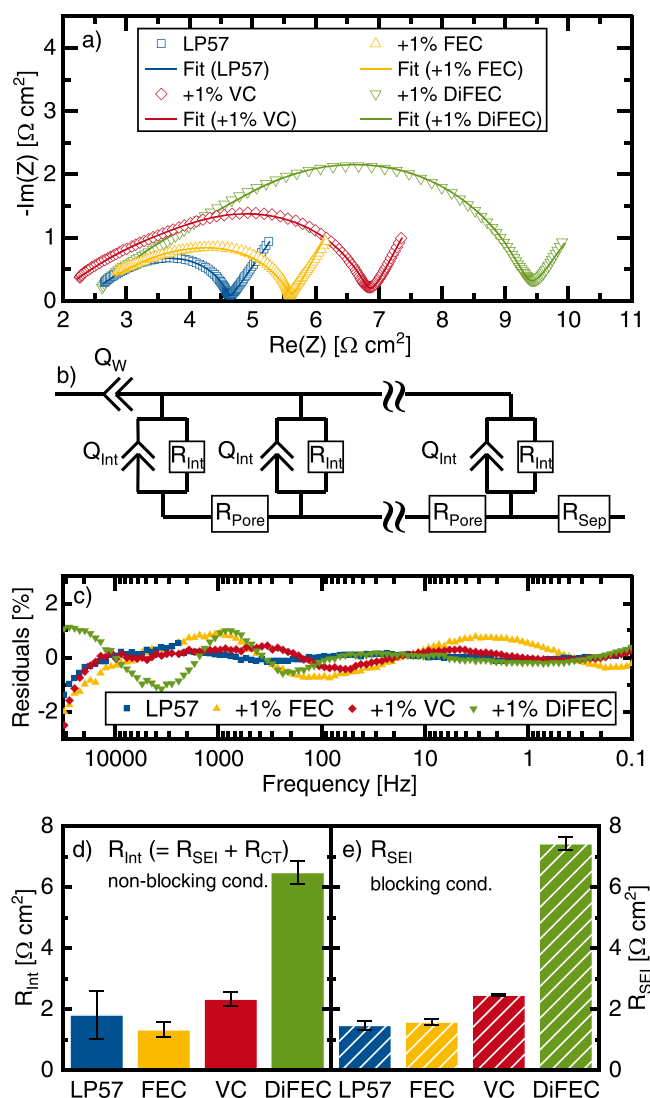 a)
LP57
+1% FEC
Fit (LP57)
Fit (+1% FEC)
+1% VC
+1% DiFEC
Fit (+1% VC)
Fit (+1% DiFEC)
-Im(Z) [Ω cm²]
4
3
2
1
0
2 3 4 5 6 7 8 9 10 11
Re(Z) [Ω cm²]
b)
Q_W
Q_Int R_Int Q_Int R_Int Q_Int R_Int
R_Pore R_Pore R_Sep
c)
Residuals [%]
2
0
-2
LP57 +1% FEC +1% VC +1% DiFEC
10000 1000 100 10 1 0.1
Frequency [Hz]
d) R_Int (= R_SEI + R_CT)
non-blocking cond.
e) R_SEI
blocking cond.
R_Int [Ω cm²]
8
6
4
2
0
8
6
4
2
0
R_SEI [Ω cm²]
LP57 FEC VC DiFEC LP57 FEC VC DiFEC